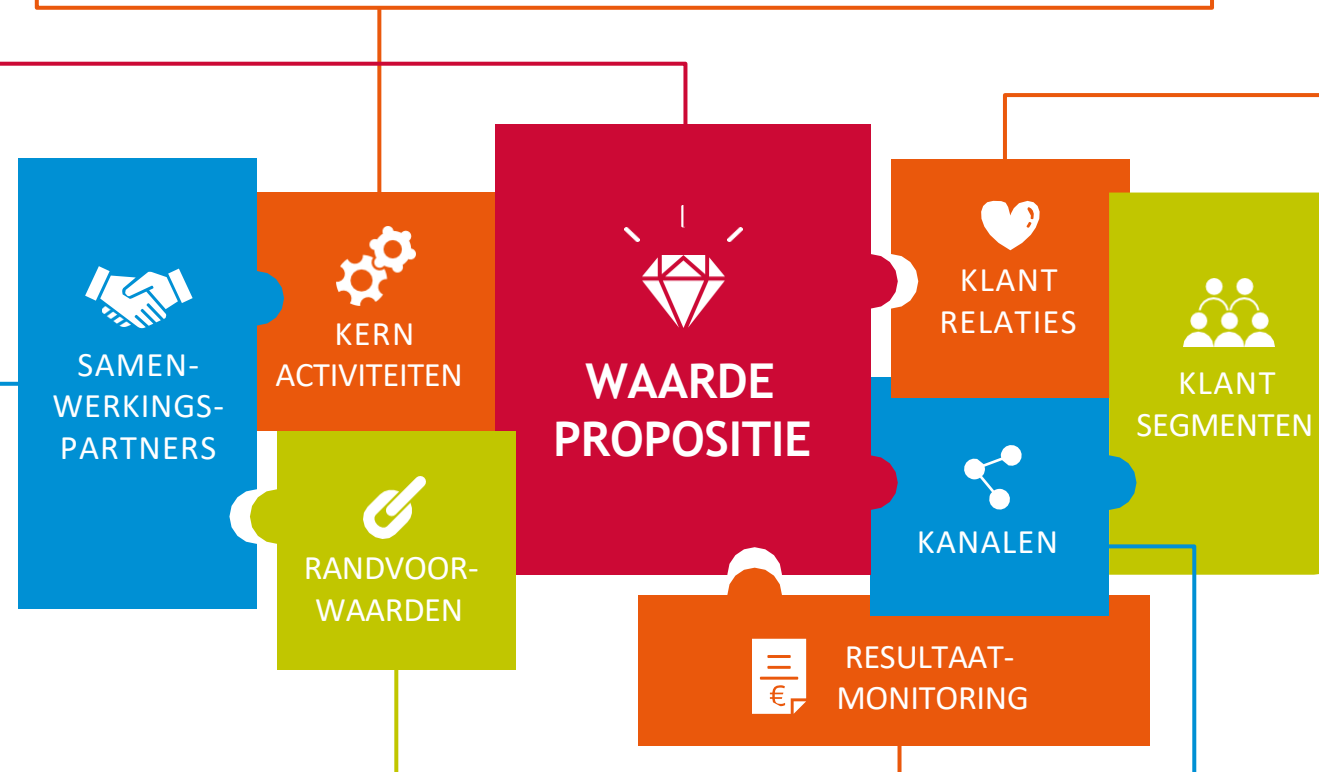 SAMEN-
WERKINGS-
PARTNERS
KERN
ACTIVITEITEN
RANDVOOR-
WAARDEN
WAARDE
PROPOSITIE
KLANT
RELATIES
KANALEN
KLANT
SEGMENTEN
€
RESULTAAT-
MONITORING